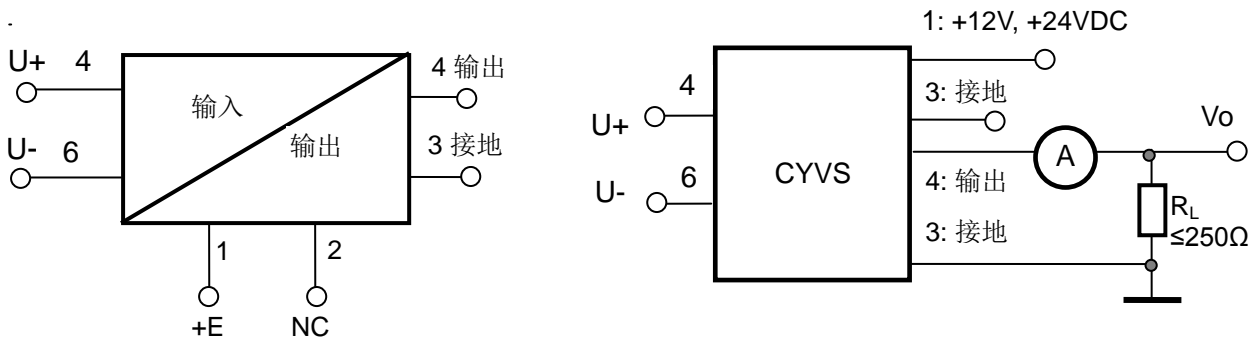 U+ 4
U- 6
输入
输出
4 输出
3 接地
1
2
+E
NC
1: +12V, +24VDC
3: 接地
4
U+
6
U-
CYVS
A
Vo
4: 输出
3: 接地
RL
≤250Ω